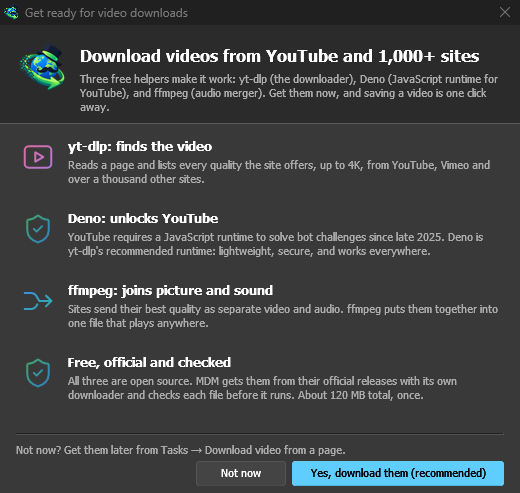 Get ready for video downloads
Download videos from YouTube and 1,000+ sites
Three free helpers make it work: yt-dlp (the downloader), Deno (JavaScript runtime for
YouTube), and ffmpeg (audio merger). Get them now, and saving a video is one click
away.
yt-dlp: finds the video
Reads a page and lists every quality the site offers, up to 4K, from YouTube, Vimeo and
over a thousand other sites.
Deno: unlocks YouTube
YouTube requires a JavaScript runtime to solve bot challenges since late 2025. Deno is
yt-dlp's recommended runtime: lightweight, secure, and works everywhere.
ffmpeg: joins picture and sound
Sites send their best quality as separate video and audio. ffmpeg puts them together into
one file that plays anywhere.
Free, official and checked
All three are open source. MDM gets them from their official releases with its own
downloader and checks each file before it runs. About 120 MB total, once.
Not now? Get them later from Tasks → Download video from a page.
Not now
Yes, download them (recommended)